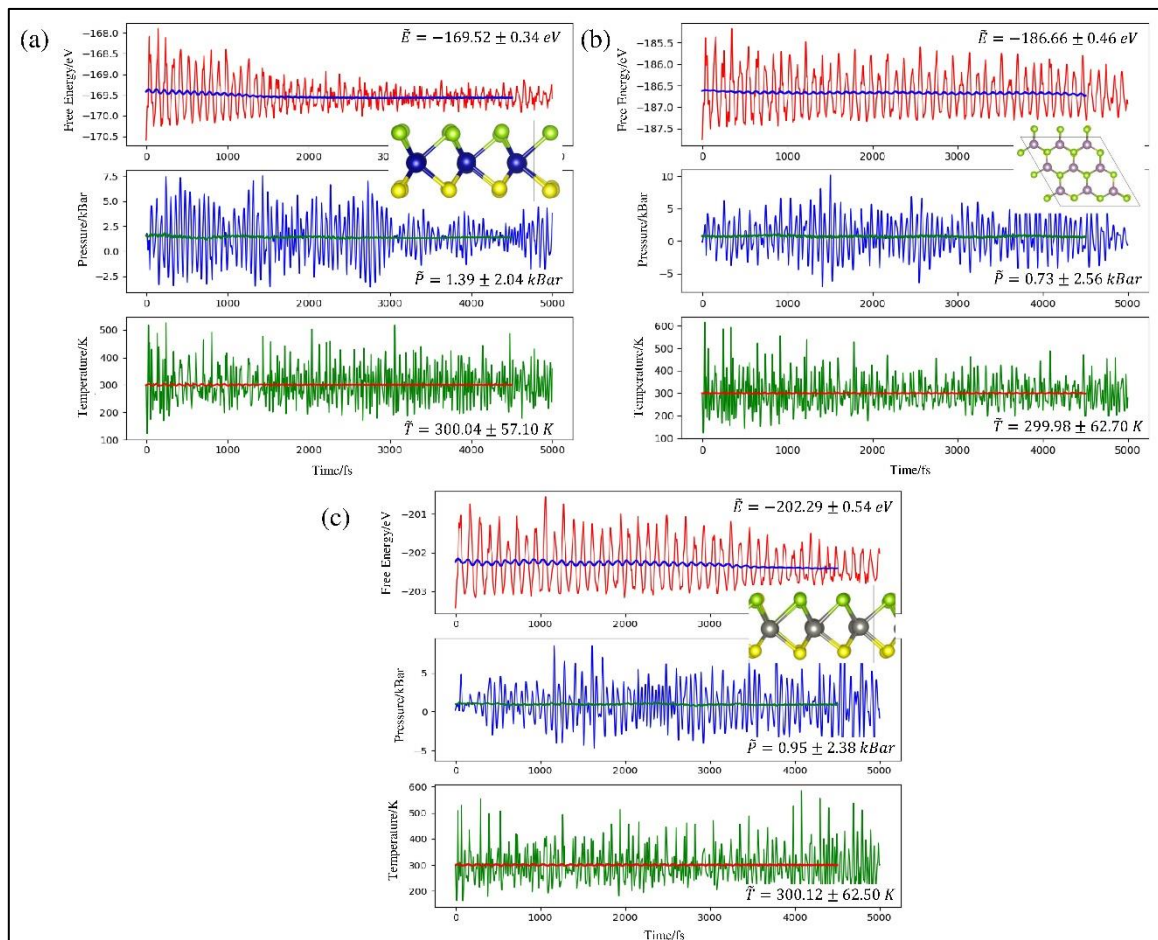 (a)
Free Energy/eV
−168.0
−168.5
−169.0
−169.5
−170.0
−170.5
Ẽ = −169.52 ± 0.34 eV
0 1000 2000 3000 5000
Pressure/kBar
7.5
5.0
2.5
0.0
−2.5
P̃ = 1.39 ± 2.04 kBar
0 1000 2000 3000 4000 5000
Temperature/K
500
400
300
200
100
T̃ = 300.04 ± 57.10 K
0 1000 2000 3000 4000 5000
Time/fs
(b)
Free Energy/eV
−185.5
−186.0
−186.5
−187.0
−187.5
Ẽ = −186.66 ± 0.46 eV
0 1000 2000 3000 5000
Pressure/kBar
10
5
0
−5
P̃ = 0.73 ± 2.56 kBar
0 1000 2000 3000 4000 5000
Temperature/K
600
500
400
300
200
100
T̃ = 299.98 ± 62.70 K
0 1000 2000 3000 4000 5000
Time/fs
(c)
Free Energy/eV
−201
−202
−203
Ẽ = −202.29 ± 0.54 eV
0 1000 2000 3000
Pressure/kBar
5
0
−5
P̃ = 0.95 ± 2.38 kBar
0 1000 2000 3000 4000 5000
Temperature/K
600
500
400
300
200
T̃ = 300.12 ± 62.50 K
0 1000 2000 3000 4000 5000
Time/fs